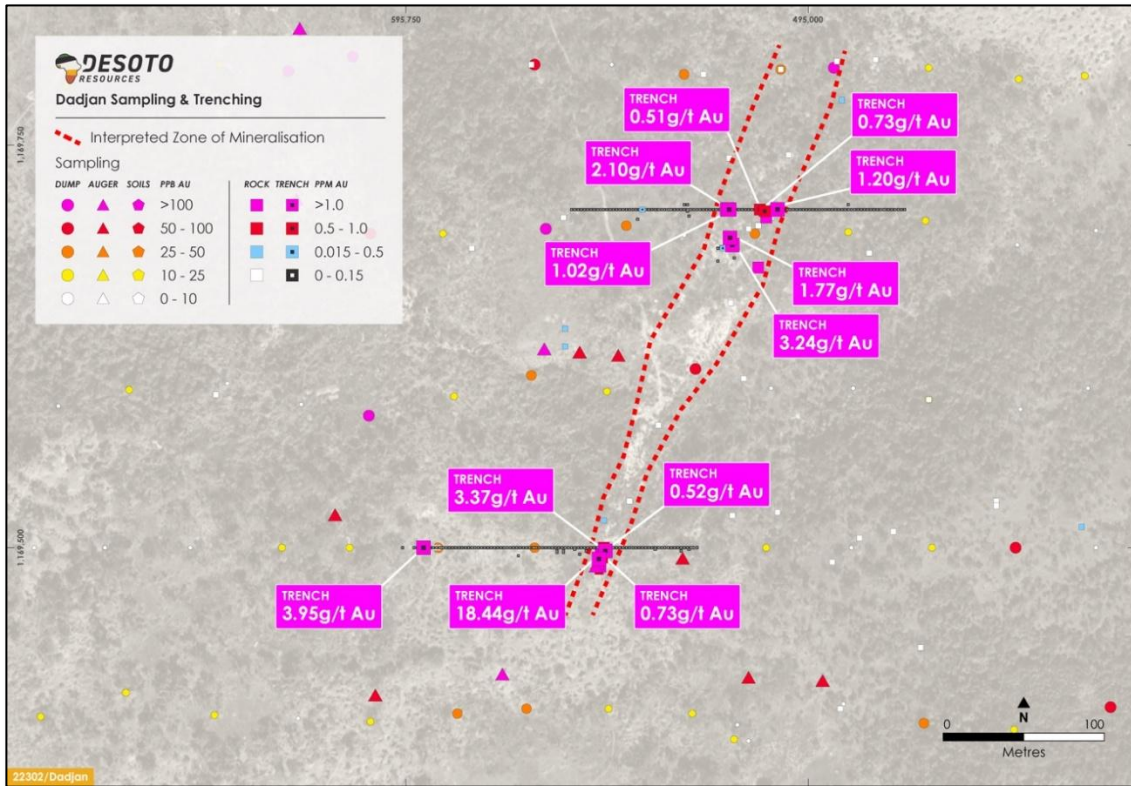 595,750
495,000
DESOTO
RESOURCES
Dadjan Sampling & Trenching
Interpreted Zone of Mineralisation
Sampling
DUMP AUGER SOILS PPB AU
>100
50 - 100
25 - 50
10 - 25
0 - 10
ROCK TRENCH PPM AU
>1.0
0.5 - 1.0
0.015 - 0.5
0 - 0.15
1,169,750
TRENCH
0.51g/t Au
TRENCH
0.73g/t Au
TRENCH
2.10g/t Au
TRENCH
1.20g/t Au
TRENCH
1.02g/t Au
TRENCH
1.77g/t Au
TRENCH
3.24g/t Au
TRENCH
3.37g/t Au
TRENCH
0.52g/t Au
1,169,500
TRENCH
3.95g/t Au
TRENCH
18.44g/t Au
TRENCH
0.73g/t Au
N
0 100
Metres
22302/Dadjan